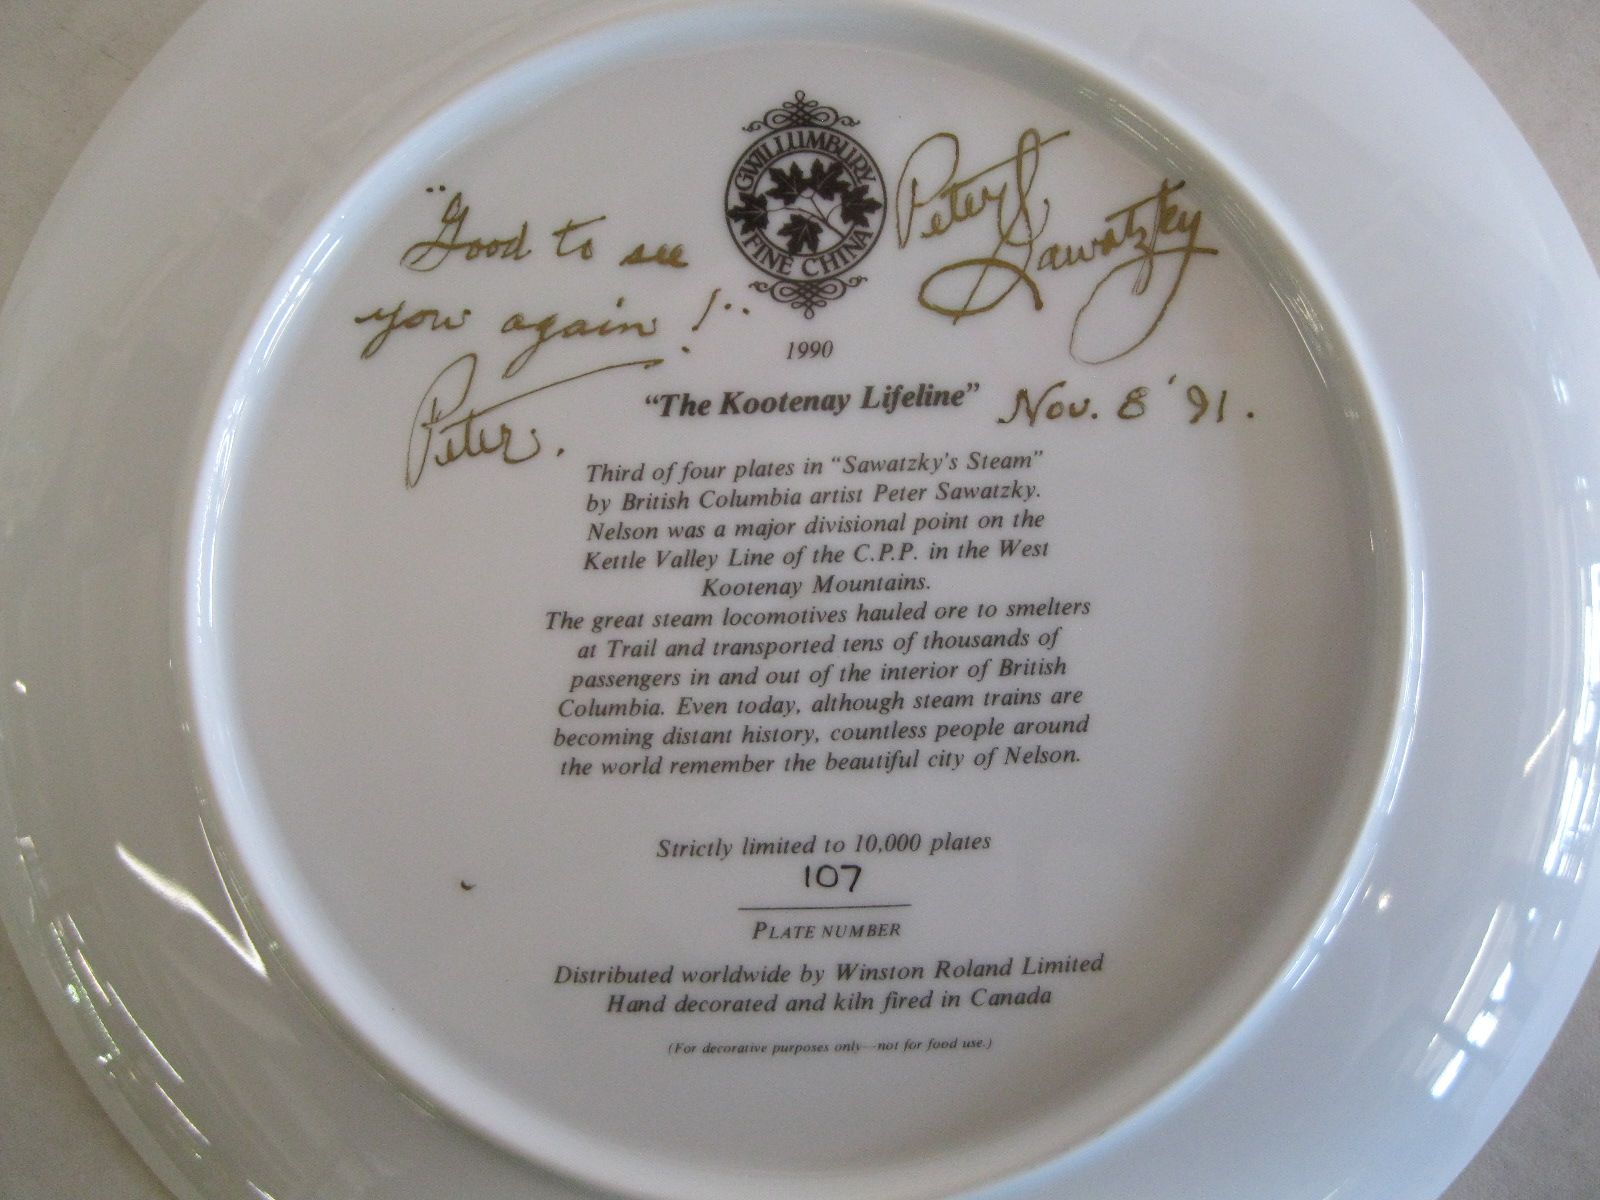 GWILLUMBURY
FINE CHINA
"Good to see
you again!"
Peter.
Peter Sawatzky
Nov. 8 '91.
1990
"The Kootenay Lifeline"
Third of four plates in "Sawatzky's Steam"
by British Columbia artist Peter Sawatzky.
Nelson was a major divisional point on the
Kettle Valley Line of the C.P.P. in the West
Kootenay Mountains.
The great steam locomotives hauled ore to smelters
at Trail and transported tens of thousands of
passengers in and out of the interior of British
Columbia. Even today, although steam trains are
becoming distant history, countless people around
the world remember the beautiful city of Nelson.
Strictly limited to 10,000 plates
107
PLATE NUMBER
Distributed worldwide by Winston Roland Limited
Hand decorated and kiln fired in Canada
(For decorative purposes only—not for food use.)